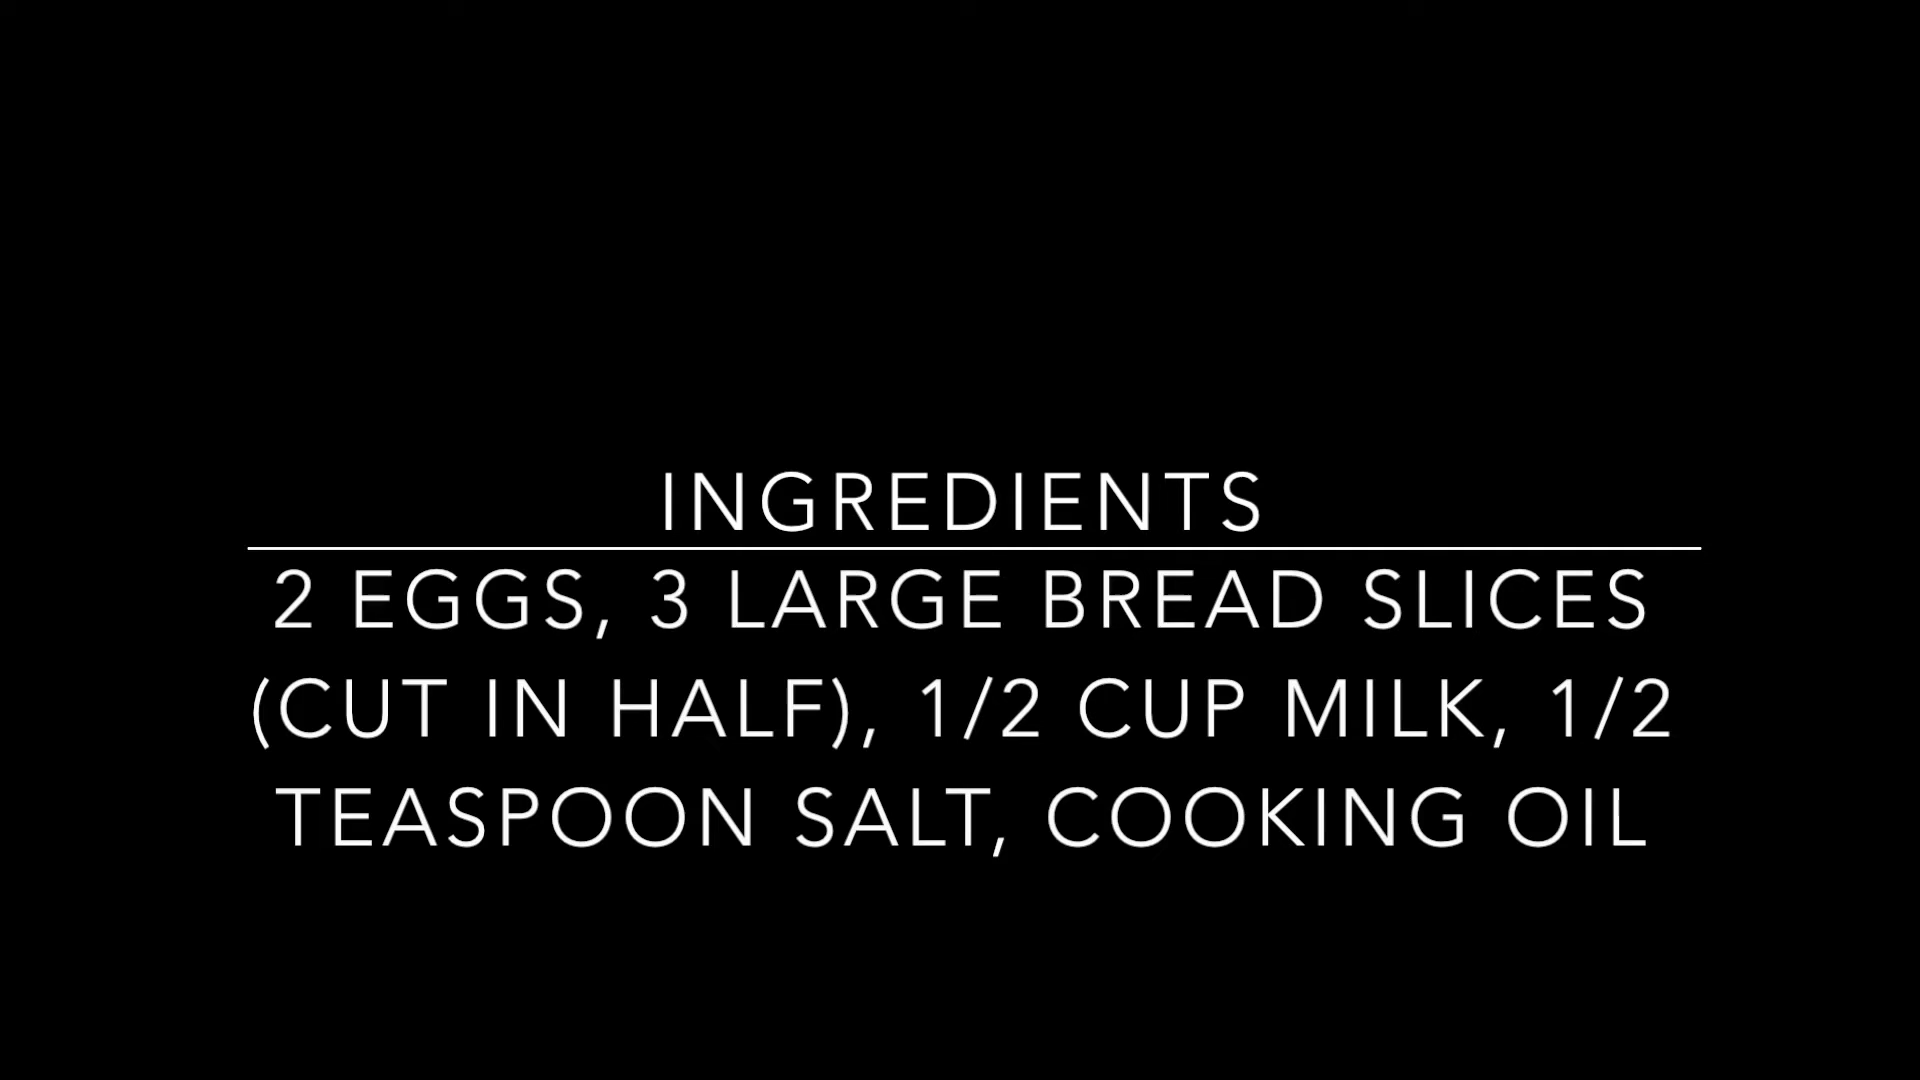 INGREDIENTS
2 EGGS, 3 LARGE BREAD SLICES
(CUT IN HALF), 1/2 CUP MILK, 1/2
TEASPOON SALT, COOKING OIL